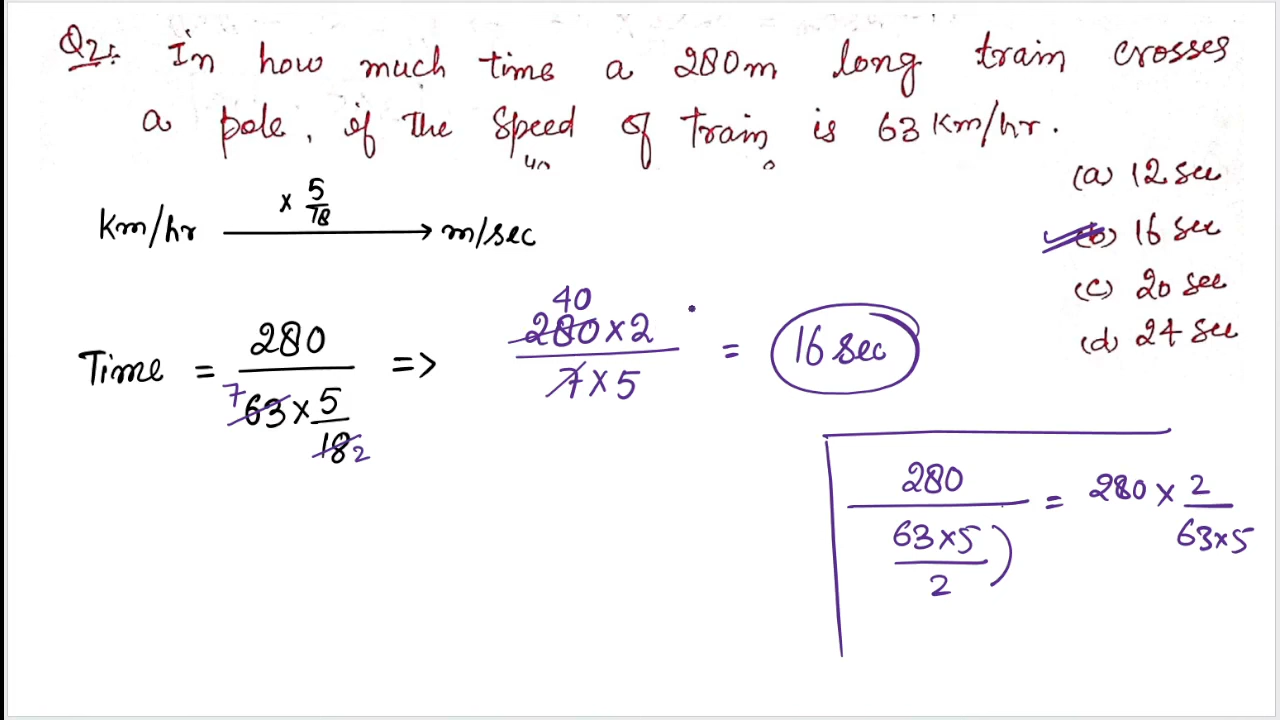 Q2:. In how much time a 280m long train crosses
a pole, if the Speed of Train is 63 Km/hr.
(a) 12 sec
(b) 16 sec
(c) 20 sec
(d) 24 sec
Km/hr × 5/18 → m/sec
Time = 280 / 63 × 5/18 => 280 × 2 / 7 × 5 = 16 sec
7 2 40
280 / (63×5 / 2) = 280 × 2 / 63×5